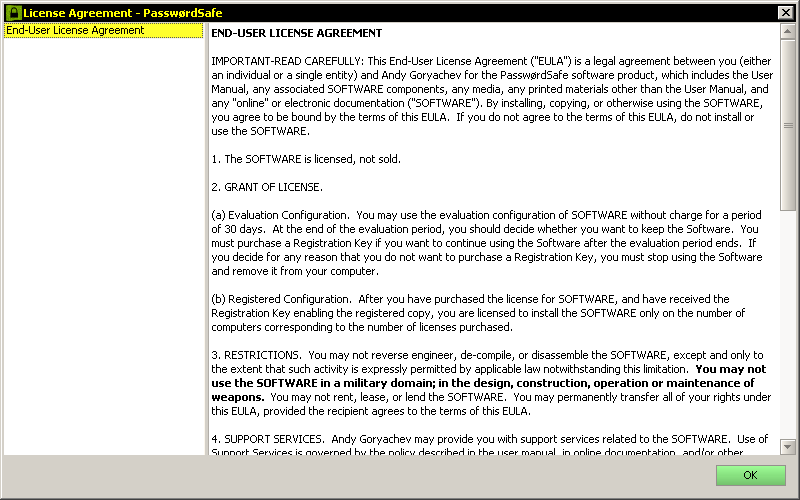 License Agreement - PasswørdSafe
End-User License Agreement
END-USER LICENSE AGREEMENT
IMPORTANT-READ CAREFULLY: This End-User License Agreement ("EULA") is a legal agreement between you (either
an individual or a single entity) and Andy Goryachev for the PasswørdSafe software product, which includes the User
Manual, any associated SOFTWARE components, any media, any printed materials other than the User Manual, and
any "online" or electronic documentation ("SOFTWARE"). By installing, copying, or otherwise using the SOFTWARE,
you agree to be bound by the terms of this EULA.  If you do not agree to the terms of this EULA, do not install or
use the SOFTWARE.
1. The SOFTWARE is licensed, not sold.
2. GRANT OF LICENSE.
(a) Evaluation Configuration.  You may use the evaluation configuration of SOFTWARE without charge for a period
of 30 days.  At the end of the evaluation period, you should decide whether you want to keep the Software.  You
must purchase a Registration Key if you want to continue using the Software after the evaluation period ends.  If
you decide for any reason that you do not want to purchase a Registration Key, you must stop using the Software
and remove it from your computer.
(b) Registered Configuration.  After you have purchased the license for SOFTWARE, and have received the
Registration Key enabling the registered copy, you are licensed to install the SOFTWARE only on the number of
computers corresponding to the number of licenses purchased.
3. RESTRICTIONS.  You may not reverse engineer, de-compile, or disassemble the SOFTWARE, except and only to
the extent that such activity is expressly permitted by applicable law notwithstanding this limitation.  You may not
use the SOFTWARE in a military domain; in the design, construction, operation or maintenance of
weapons.  You may not rent, lease, or lend the SOFTWARE.  You may permanently transfer all of your rights under
this EULA, provided the recipient agrees to the terms of this EULA.
4. SUPPORT SERVICES.  Andy Goryachev may provide you with support services related to the SOFTWARE.  Use of
Support Services is governed by the policy described in the user manual, in online documentation, and/or other
OK